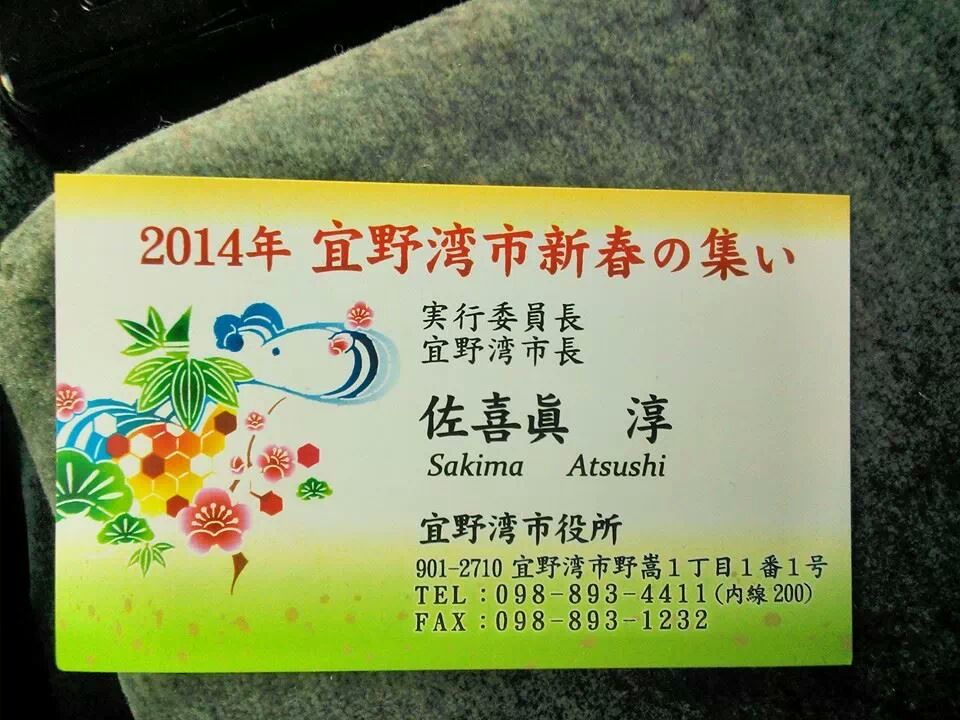 2014年 宜野湾市新春の集い
実行委員長
宜野湾市長
佐喜眞 淳
Sakima Atsushi
宜野湾市役所
901-2710 宜野湾市野嵩1丁目1番1号
TEL：098-893-4411(内線200)
FAX：098-893-1232